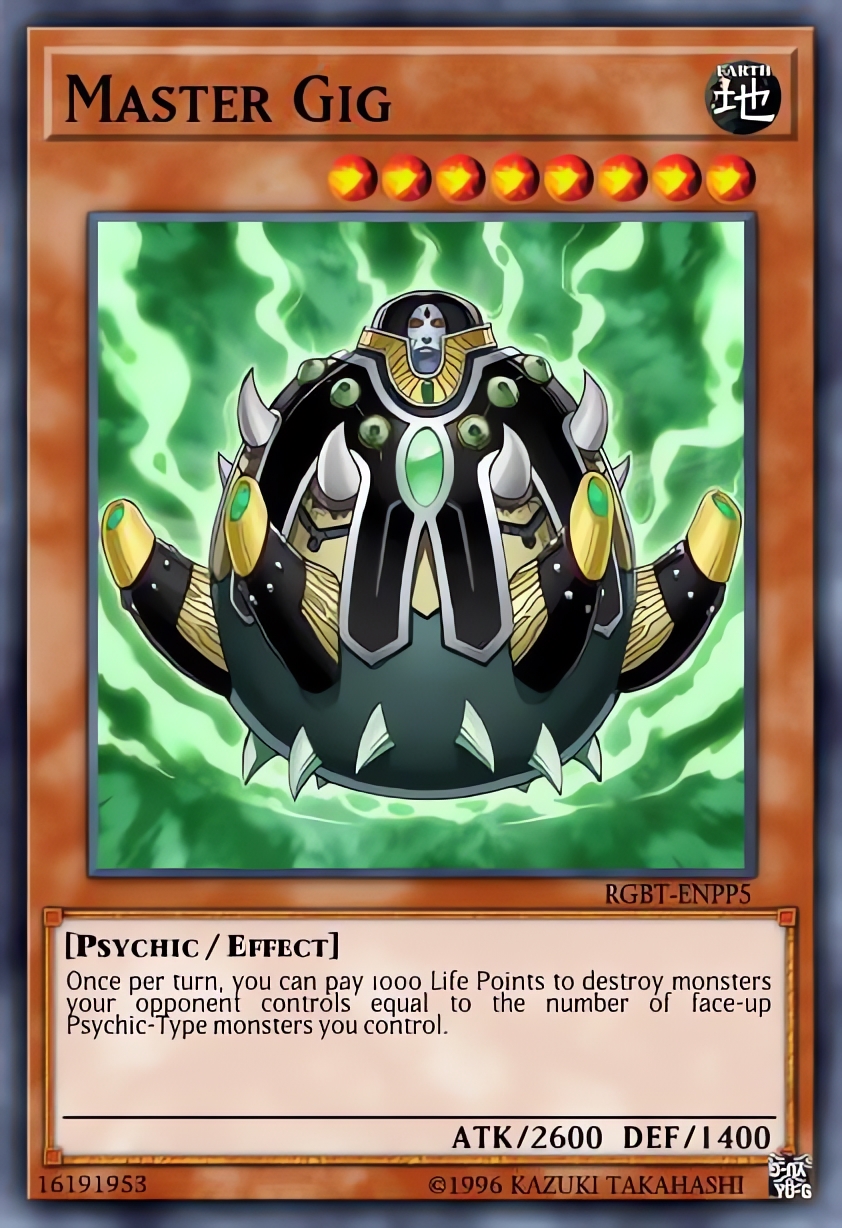 MASTER GIG
EARTH
地
RGBT-ENPP5
[PSYCHIC / EFFECT]
Once per turn, you can pay 1000 Life Points to destroy monsters
your opponent controls equal to the number of face-up
Psychic-Type monsters you control.
ATK/2600 DEF/1400
16191953
©1996 KAZUKI TAKAHASHI